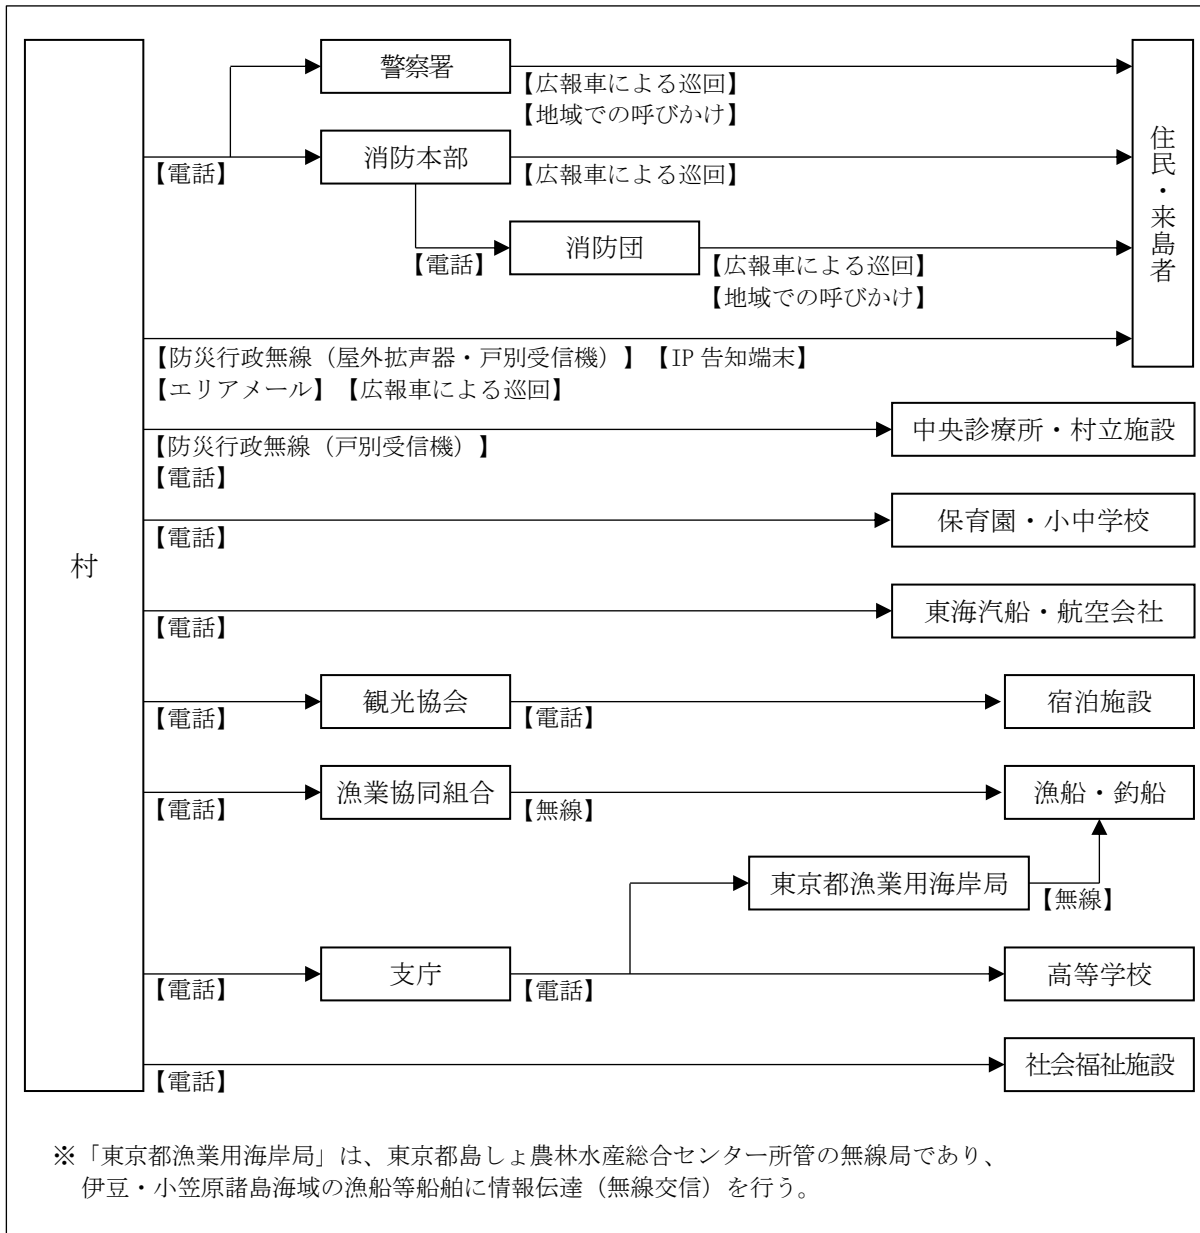 村
警察署
【広報車による巡回】
【地域での呼びかけ】
【電話】
消防本部
【広報車による巡回】
【電話】
消防団
【広報車による巡回】
【地域での呼びかけ】
住民・来島者
【防災行政無線（屋外拡声器・戸別受信機）】【IP 告知端末】
【エリアメール】【広報車による巡回】
【防災行政無線（戸別受信機）】
【電話】
中央診療所・村立施設
【電話】
保育園・小中学校
【電話】
東海汽船・航空会社
【電話】
観光協会
【電話】
宿泊施設
【電話】
漁業協同組合
【無線】
漁船・釣船
東京都漁業用海岸局
【無線】
【電話】
支庁
【電話】
高等学校
【電話】
社会福祉施設
※「東京都漁業用海岸局」は、東京都島しょ農林水産総合センター所管の無線局であり、
伊豆・小笠原諸島海域の漁船等船舶に情報伝達（無線交信）を行う。